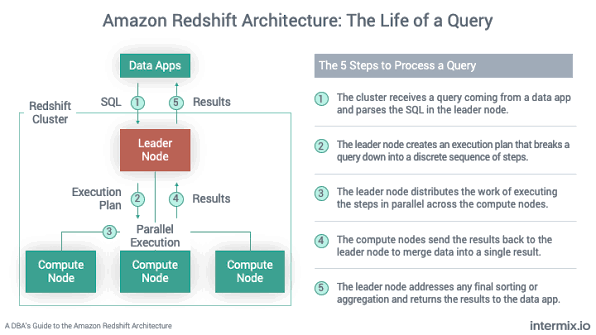 Amazon Redshift Architecture: The Life of a Query
Data Apps
SQL
1
5
Results
Redshift
Cluster
Leader
Node
Execution
Plan
2
4
Results
3
Parallel
Execution
Compute
Node
Compute
Node
Compute
Node
The 5 Steps to Process a Query
1
The cluster receives a query coming from a data app
and parses the SQL in the leader node.
2
The leader node creates an execution plan that breaks a
query down into a discrete sequence of steps.
3
The leader node distributes the work of executing
the steps in parallel across the compute nodes.
4
The compute nodes send the results back to the
leader node to merge data into a single result.
5
The leader node addresses any final sorting or
aggregation and returns the results to the data app.
A DBA's Guide to the Amazon Redshift Architecture
intermix.io